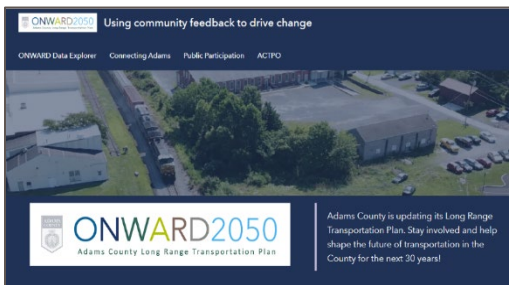 ONWARD2050
Using community feedback to drive change
ONWARD Data Explorer Connecting Adams Public Participation ACTPO
ONWARD2050
Adams County Long Range Transportation Plan
Adams County is updating its Long Range
Transportation Plan. Stay involved and help
shape the future of transportation in the
County for the next 30 years!